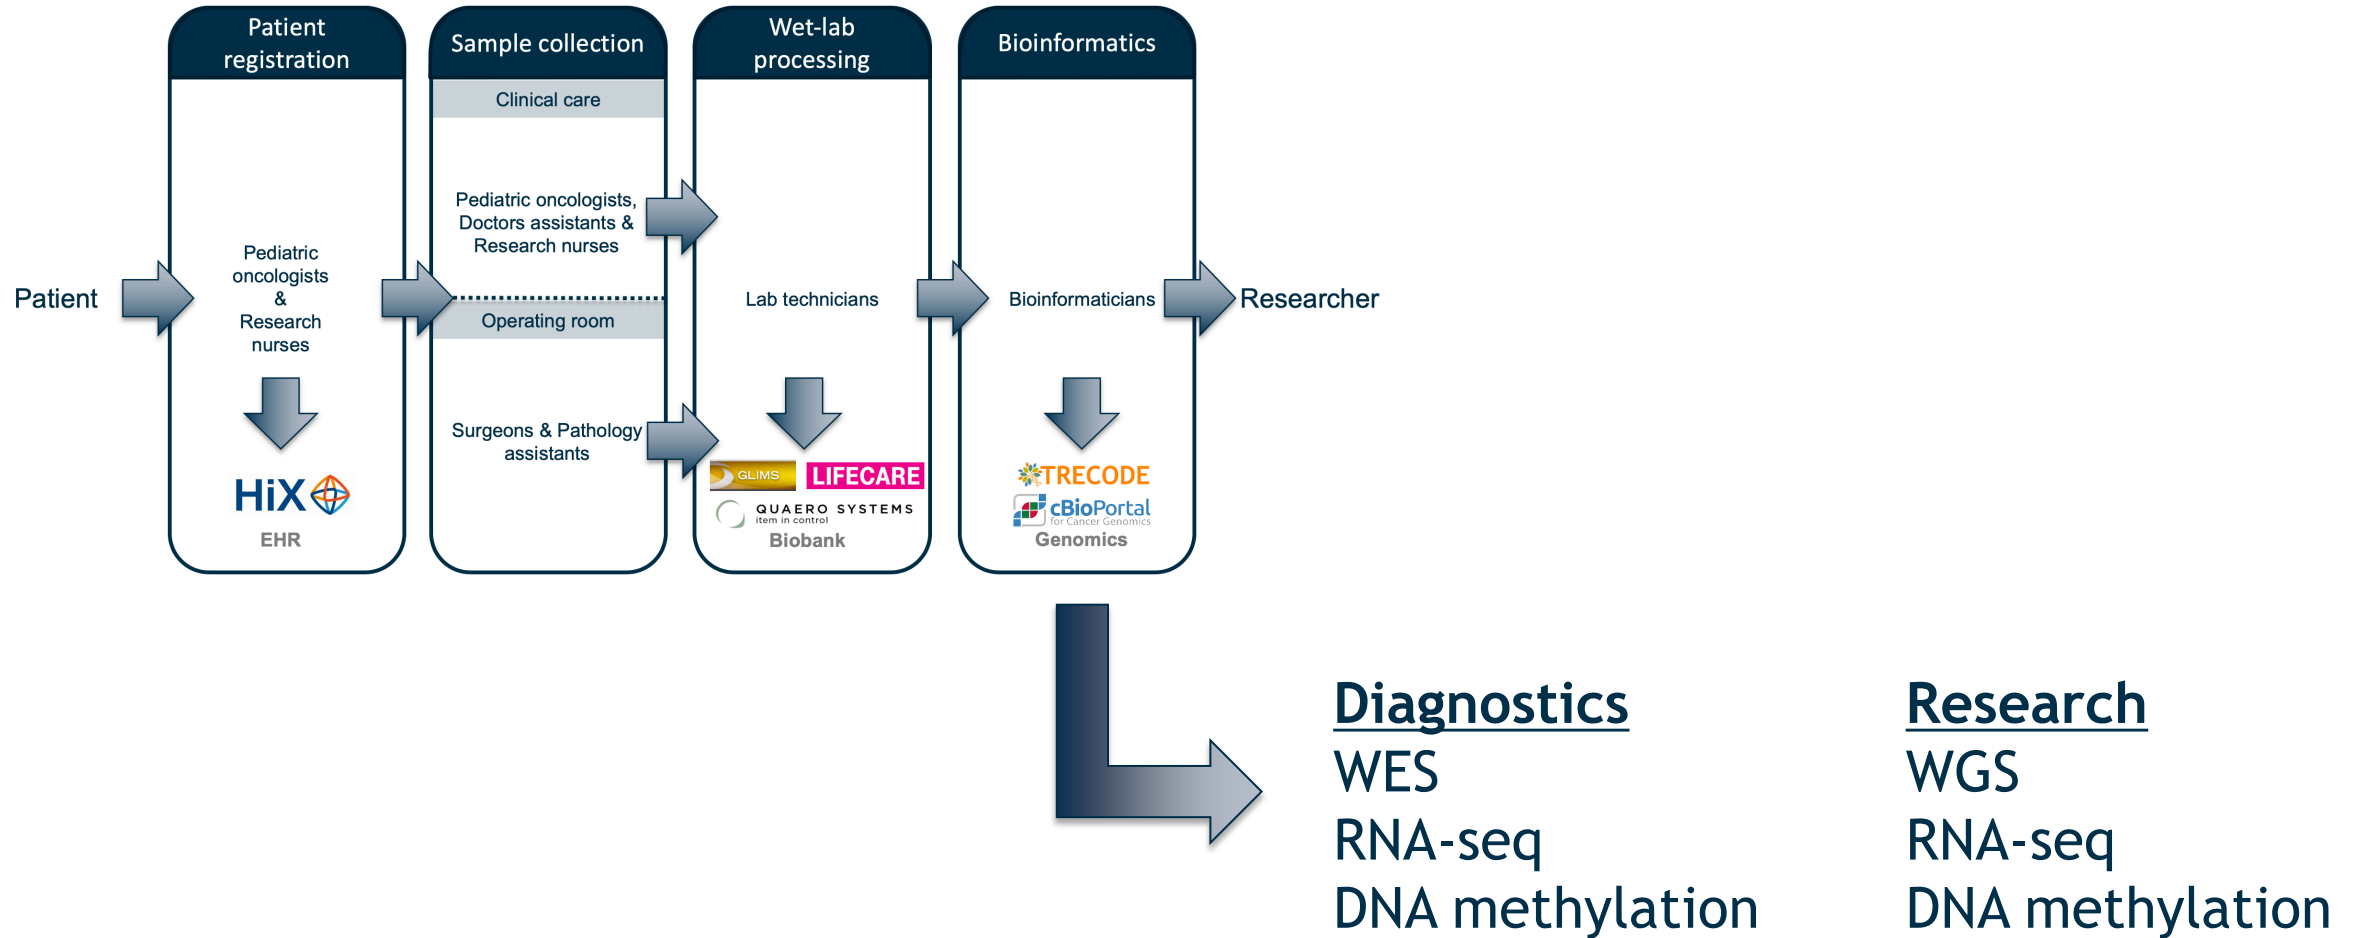 Patient
registration
Sample collection
Wet-lab
processing
Bioinformatics
Clinical care
Pediatric oncologists,
Doctors assistants &
Research nurses
Pediatric
oncologists
&
Research
nurses
Patient
Lab technicians
Bioinformaticians
Researcher
Operating room
Surgeons & Pathology
assistants
HiX
EHR
GLIMS
LIFECARE
QUAERO SYSTEMS
item in control
Biobank
TRECODE
cBioPortal
for Cancer Genomics
Genomics
Diagnostics
WES
RNA-seq
DNA methylation
Research
WGS
RNA-seq
DNA methylation